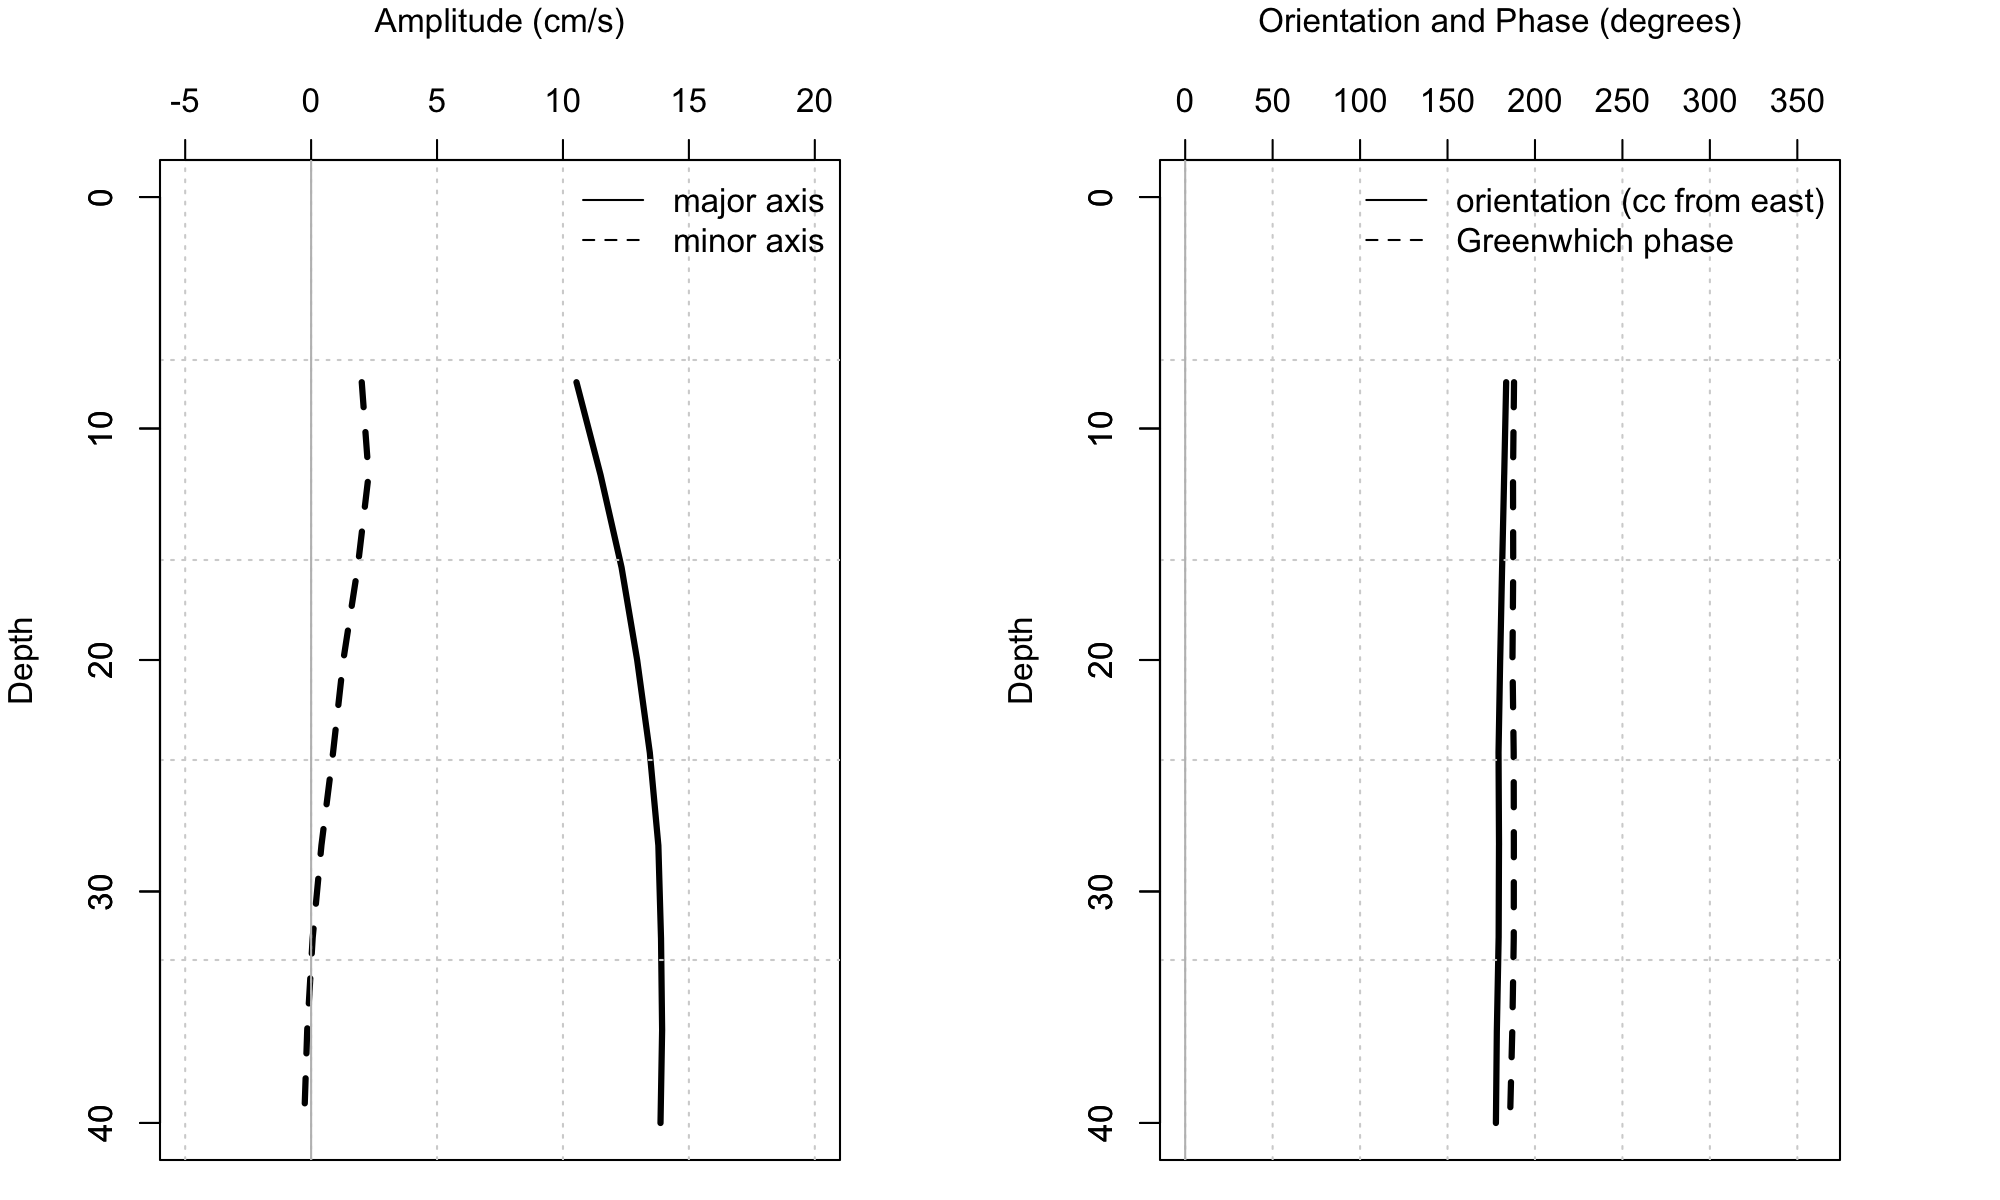 Amplitude (cm/s)
-5 0 5 10 15 20
major axis
minor axis
Depth
0
10
20
30
40
Orientation and Phase (degrees)
0 50 100 150 200 250 300 350
orientation (cc from east)
Greenwhich phase
Depth
0
10
20
30
40